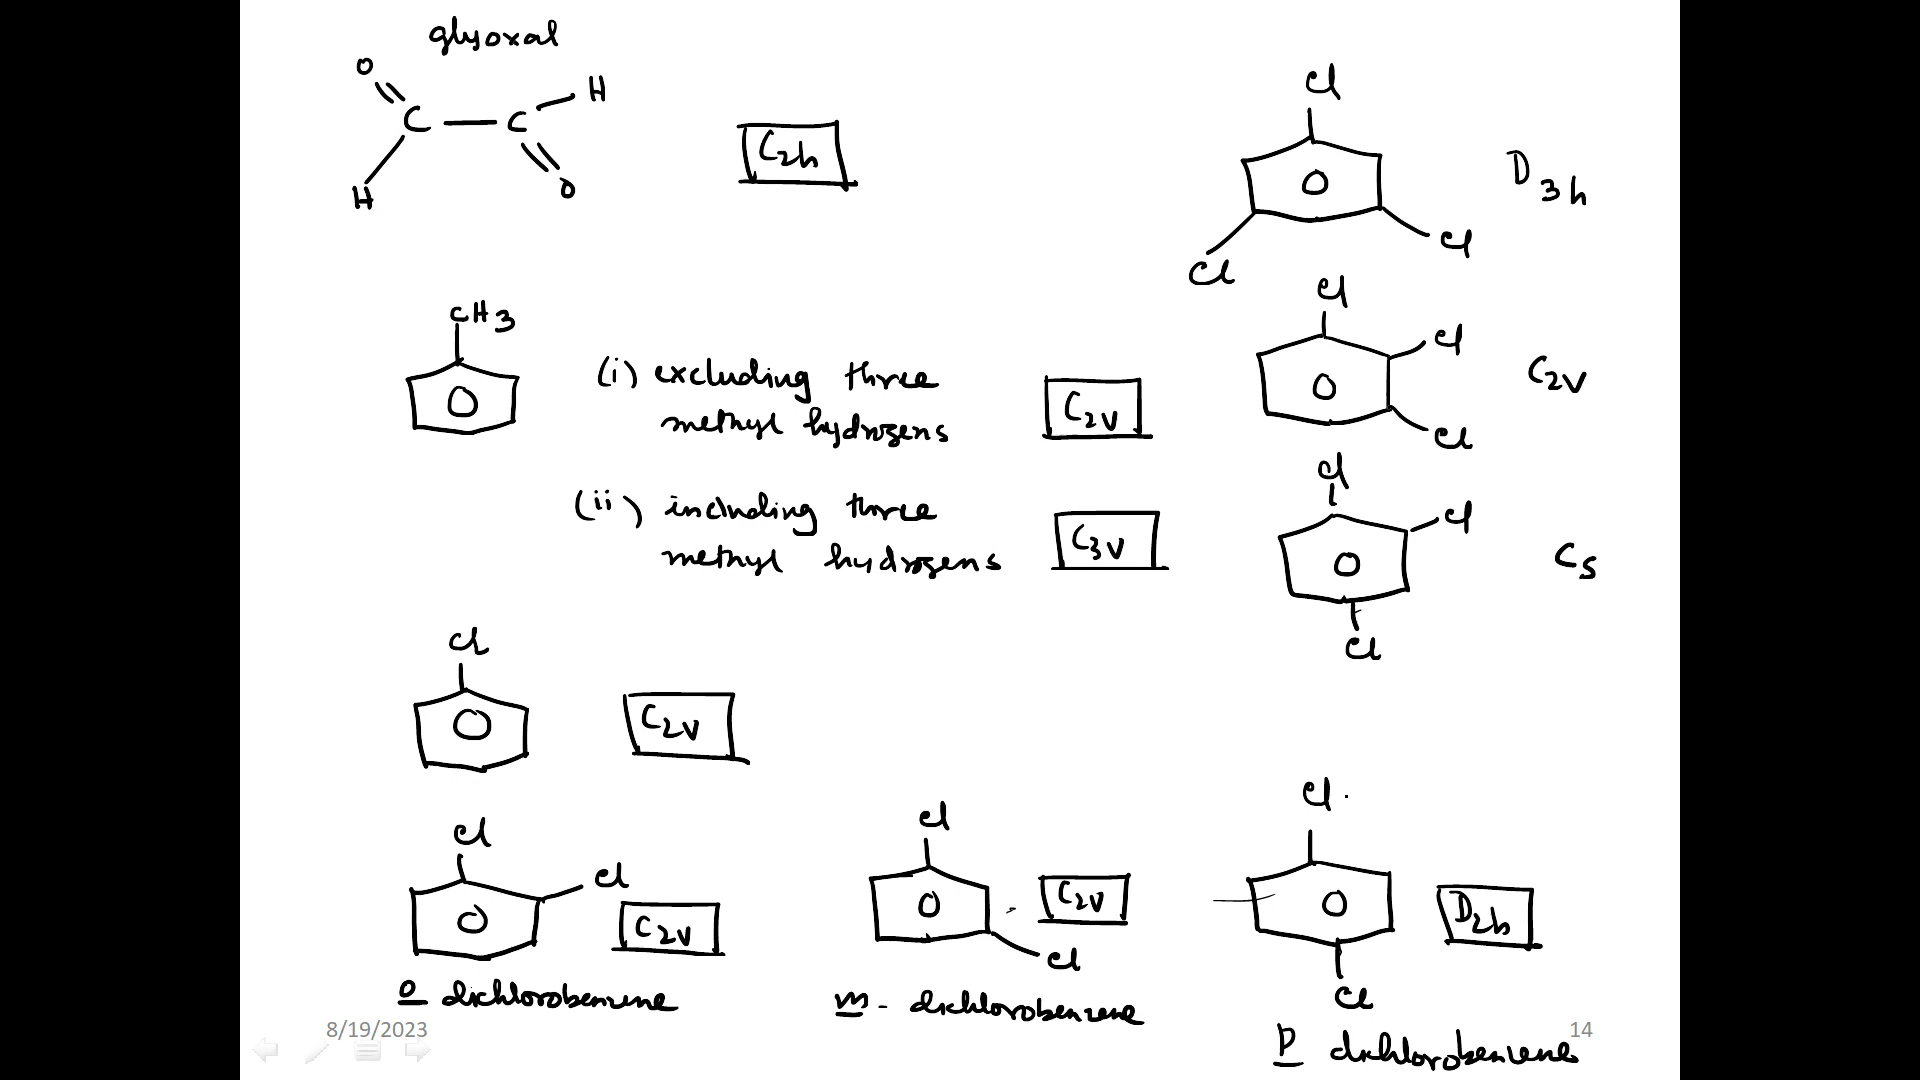 glyoxal
O
H
C — C
C2h
H
O
Cl
D3h
Cl
Cl
CH3
(i) excluding three
methyl hydrogens
C2v
(ii) including three
methyl hydrogens
C3v
Cl
Cl
Cl
C2v
Cl
Cl
Cl
Cs
Cl
C2v
Cl
Cl
C2v
o dichlorobenzene
Cl
C2v
Cl
m - dichlorobenzene
Cl
D2h
Cl
p dichlorobenzene
8/19/2023
14